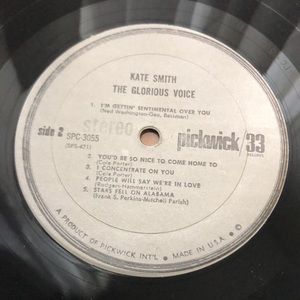 KATE SMITH
THE GLORIOUS VOICE
1. I'M GETTIN' SENTIMENTAL OVER YOU
(Ned Washington-Geo. Bassman)
side 2 SPC-3055 stereo pickwick 33
(SPS-471) RECORDS
2. YOU'D BE SO NICE TO COME HOME TO
(Cole Porter)
3. I CONCENTRATE ON YOU
(Cole Porter)
4. PEOPLE WILL SAY WE'RE IN LOVE
(Rodgers-Hammerstein)
5. STARS FELL ON ALABAMA
(Frank S. Perkins-Mitchell Parish)
A PRODUCT OF PICKWICK INT'L. • MADE IN U.S.A.